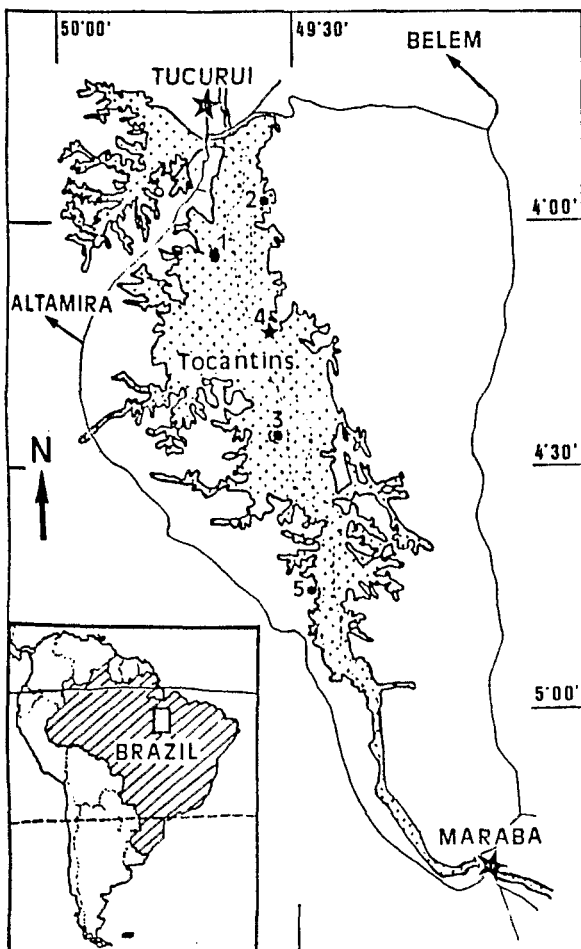 50°00'
49°30'
BELEM
TUCURUI
2
4°00'
1
ALTAMIRA
4
Tocantins
3
4°30'
N
5
5°00'
BRAZIL
MARABA